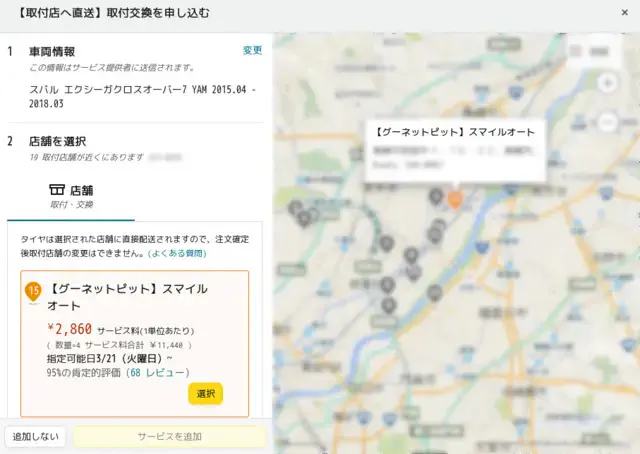 【取付店へ直送】取付交換を申し込む
×
1 車両情報 変更
この情報はサービス提供者に送信されます。
スバル エクシーガクロスオーバー7 YAM 2015.04 -
2018.03
2 店舗を選択
19 取付店舗が近くにあります
店舗
取付・交換
タイヤは選択された店舗に直接配送されますので、注文確定
後取付店舗の変更はできません。(よくある質問)
15
【グーネットピット】スマイル
オート
¥2,860 サービス料(1単位あたり)
( 数量=4 サービス料合計 ¥11,440 )
指定可能日3/21 (火曜日) ~
95%の肯定的評価 (68 レビュー)
選択
追加しない
サービスを追加
【グーネットピット】スマイルオート